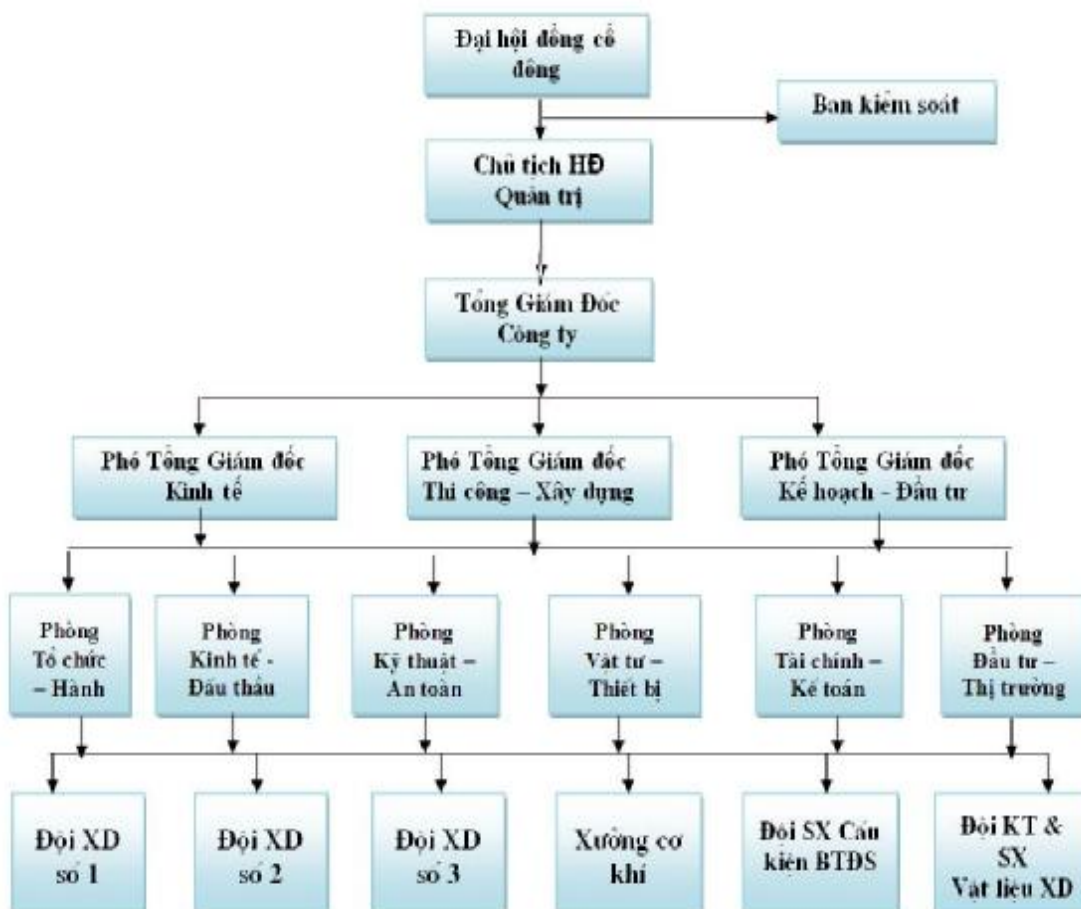 Đại hội đồng cổ
đông
Ban kiểm soát
Chủ tịch HĐ
Quản trị
Tổng Giám Đốc
Công ty
Phó Tổng Giám đốc
Kinh tế
Phó Tổng Giám đốc
Thi công – Xây dựng
Phó Tổng Giám đốc
Kế hoạch - Đầu tư
Phòng
Tổ chức
– Hành
Phòng
Kinh tế -
Đấu thầu
Phòng
Kỹ thuật –
An toàn
Phòng
Vật tư –
Thiết bị
Phòng
Tài chính –
Kế toán
Phòng
Đầu tư –
Thị trường
Đội XD
số 1
Đội XD
số 2
Đội XD
số 3
Xưởng cơ
khí
Đội SX Cấu
kiện BTĐS
Đội KT &
SX
Vật liệu XD